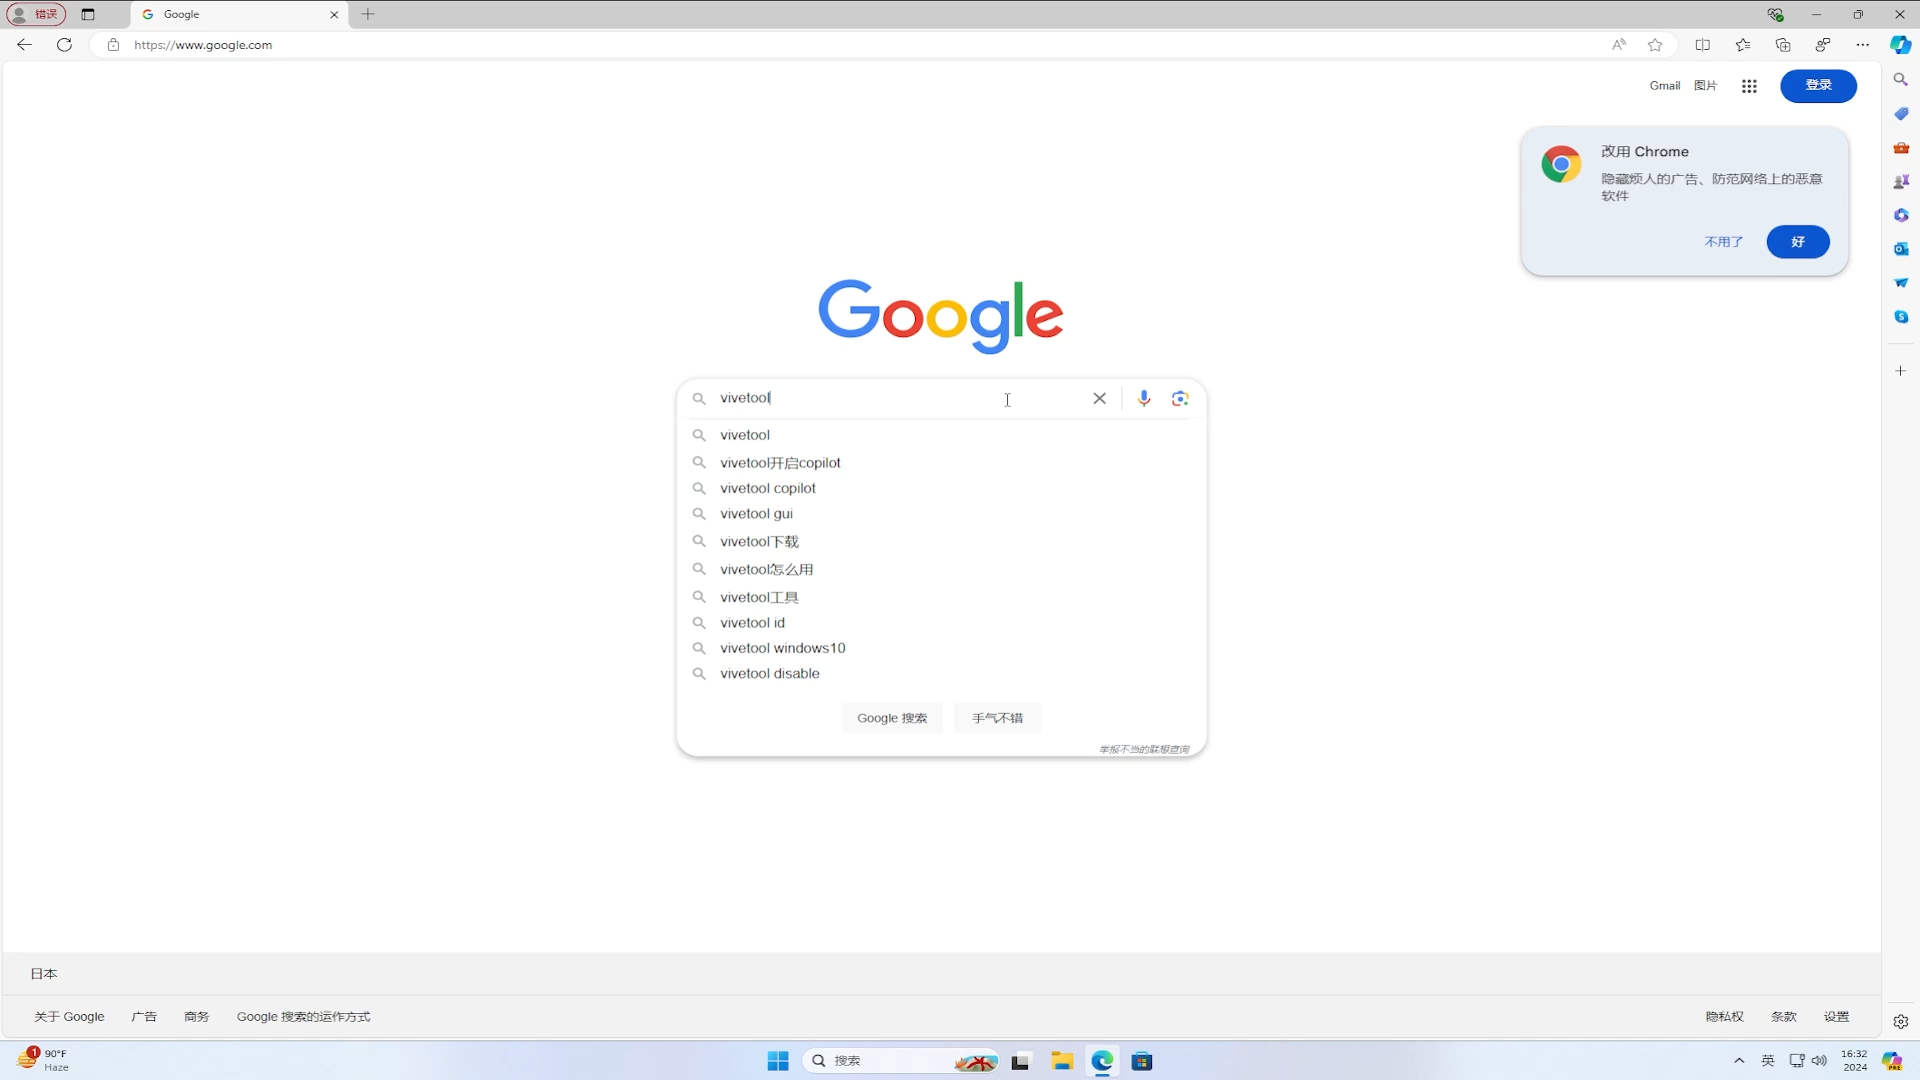 错误
Google
https://www.google.com
Gmail 图片 登录
改用 Chrome
隐藏烦人的广告、防范网络上的恶意
软件
不用了 好
Google
vivetool
vivetool
vivetool开启copilot
vivetool copilot
vivetool gui
vivetool下载
vivetool怎么用
vivetool工具
vivetool id
vivetool windows10
vivetool disable
Google 搜索 手气不错
举报不当的联想查询
日本
关于 Google 广告 商务 Google 搜索的运作方式 隐私权 条款 设置
1 90°F
Haze
搜索
英
16:32
2024
PRE